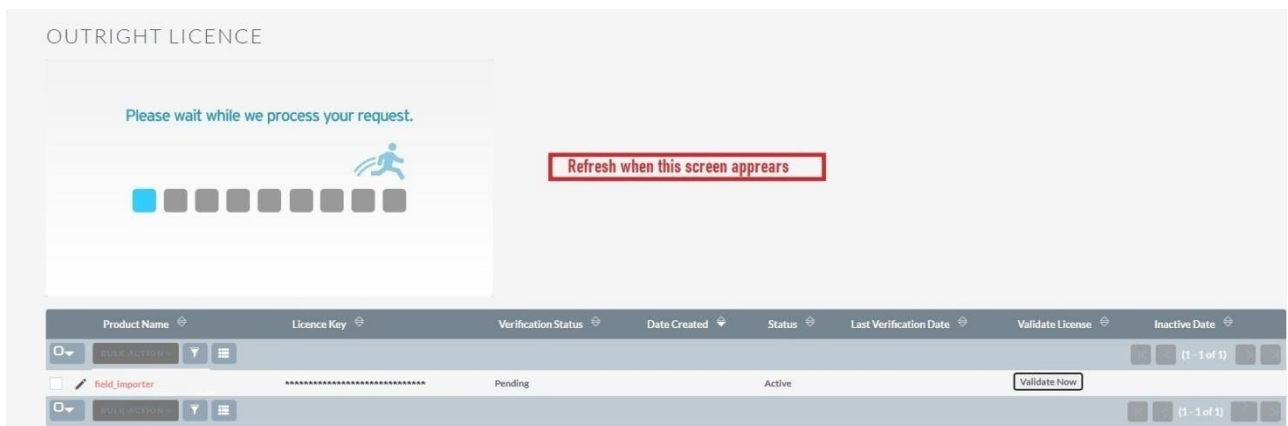 OUTRIGHT LICENCE
Please wait while we process your request.
Refresh when this screen apprears
Product Name Licence Key Verification Status Date Created Status Last Verification Date Validate License Inactive Date
BULK ACTION (1 - 1 of 1)
field_importer ****************************** Pending Active Validate Now
BULK ACTION (1 - 1 of 1)